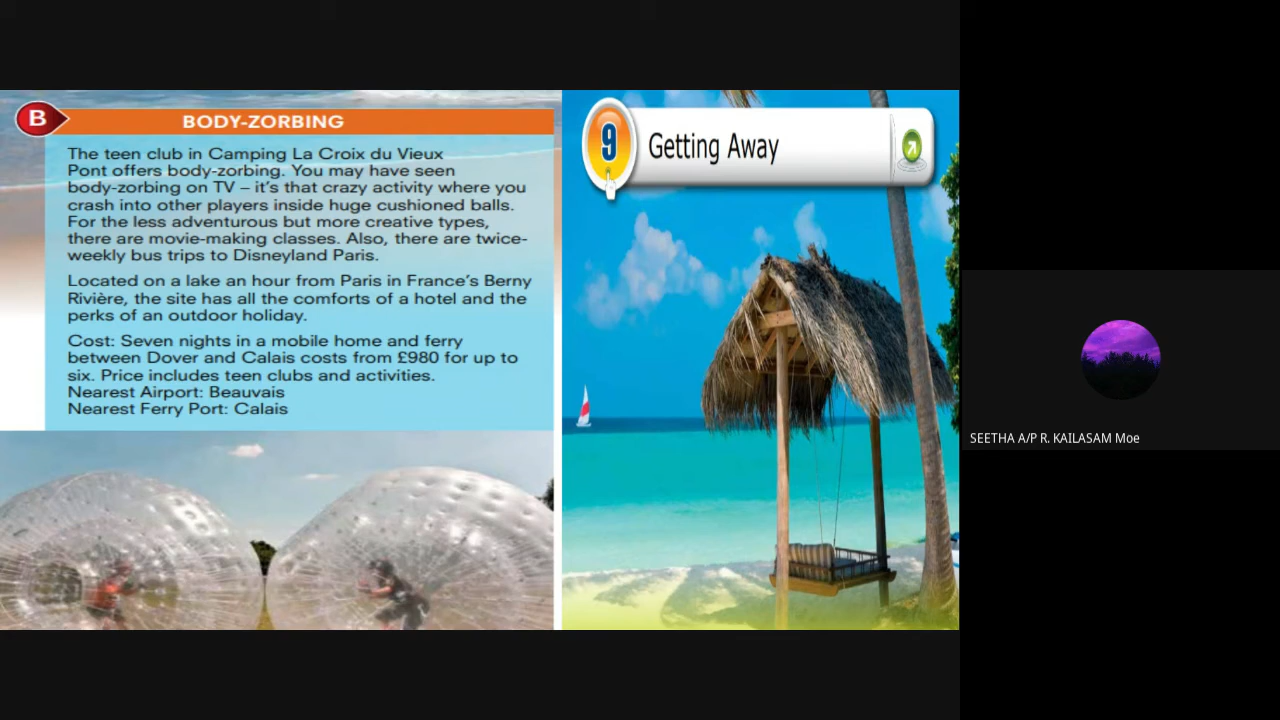 B
BODY-ZORBING
The teen club in Camping La Croix du Vieux
Pont offers body-zorbing. You may have seen
body-zorbing on TV – it's that crazy activity where you
crash into other players inside huge cushioned balls.
For the less adventurous but more creative types,
there are movie-making classes. Also, there are twice-
weekly bus trips to Disneyland Paris.
Located on a lake an hour from Paris in France's Berny
Rivière, the site has all the comforts of a hotel and the
perks of an outdoor holiday.
Cost: Seven nights in a mobile home and ferry
between Dover and Calais costs from £980 for up to
six. Price includes teen clubs and activities.
Nearest Airport: Beauvais
Nearest Ferry Port: Calais
9
Getting Away
SEETHA A/P R. KAILASAM Moe